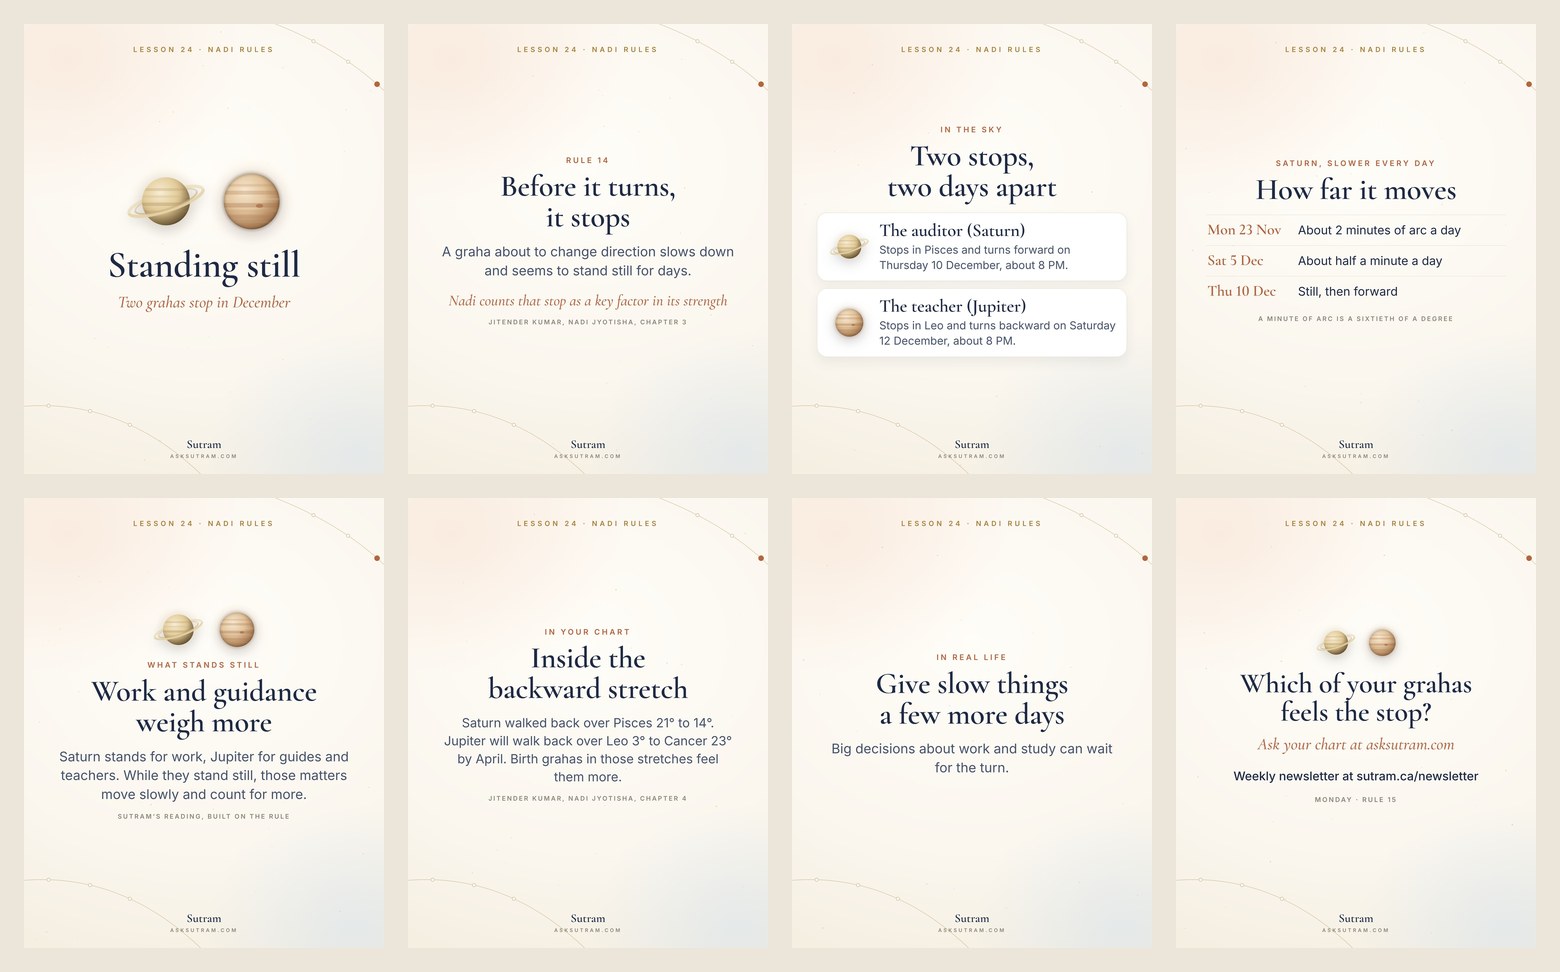 LESSON 24 · NADI RULES
Standing still
Two grahas stop in December
Sutram
ASKSUTRAM.COM
LESSON 24 · NADI RULES
RULE 14
Before it turns,
it stops
A graha about to change direction slows down
and seems to stand still for days.
Nadi counts that stop as a key factor in its strength
JITENDER KUMAR, NADI JYOTISHA, CHAPTER 3
Sutram
ASKSUTRAM.COM
LESSON 24 · NADI RULES
IN THE SKY
Two stops,
two days apart
The auditor (Saturn)
Stops in Pisces and turns forward on
Thursday 10 December, about 8 PM.
The teacher (Jupiter)
Stops in Leo and turns backward on Saturday
12 December, about 8 PM.
Sutram
ASKSUTRAM.COM
LESSON 24 · NADI RULES
SATURN, SLOWER EVERY DAY
How far it moves
Mon 23 Nov About 2 minutes of arc a day
Sat 5 Dec About half a minute a day
Thu 10 Dec Still, then forward
A MINUTE OF ARC IS A SIXTIETH OF A DEGREE
Sutram
ASKSUTRAM.COM
LESSON 24 · NADI RULES
WHAT STANDS STILL
Work and guidance
weigh more
Saturn stands for work, Jupiter for guides and
teachers. While they stand still, those matters
move slowly and count for more.
SUTRAM'S READING, BUILT ON THE RULE
Sutram
ASKSUTRAM.COM
LESSON 24 · NADI RULES
IN YOUR CHART
Inside the
backward stretch
Saturn walked back over Pisces 21° to 14°.
Jupiter will walk back over Leo 3° to Cancer 23°
by April. Birth grahas in those stretches feel
them more.
JITENDER KUMAR, NADI JYOTISHA, CHAPTER 4
Sutram
ASKSUTRAM.COM
LESSON 24 · NADI RULES
IN REAL LIFE
Give slow things
a few more days
Big decisions about work and study can wait
for the turn.
Sutram
ASKSUTRAM.COM
LESSON 24 · NADI RULES
Which of your grahas
feels the stop?
Ask your chart at asksutram.com
Weekly newsletter at sutram.ca/newsletter
MONDAY · RULE 15
Sutram
ASKSUTRAM.COM